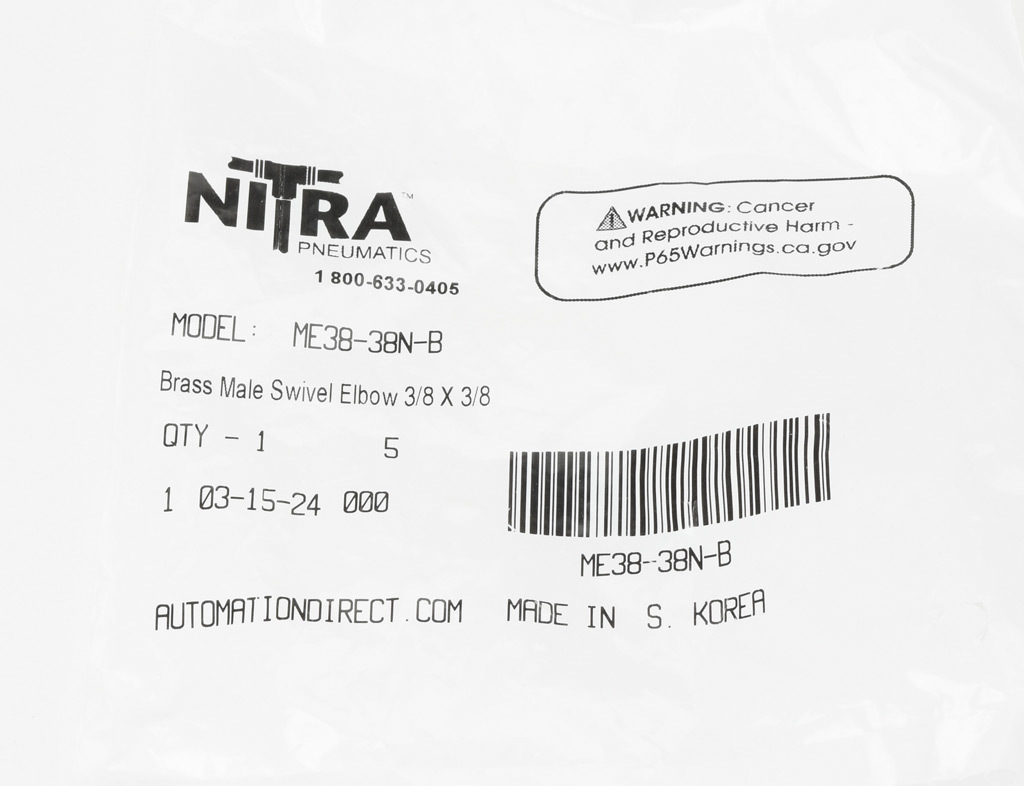 NITRA™
PNEUMATICS
1 800-633-0405
⚠WARNING: Cancer
and Reproductive Harm -
www.P65Warnings.ca.gov
MODEL: ME38-38N-B
Brass Male Swivel Elbow 3/8 X 3/8
QTY - 1 5
1 03-15-24 000
ME38-38N-B
AUTOMATIONDIRECT.COM MADE IN S. KOREA